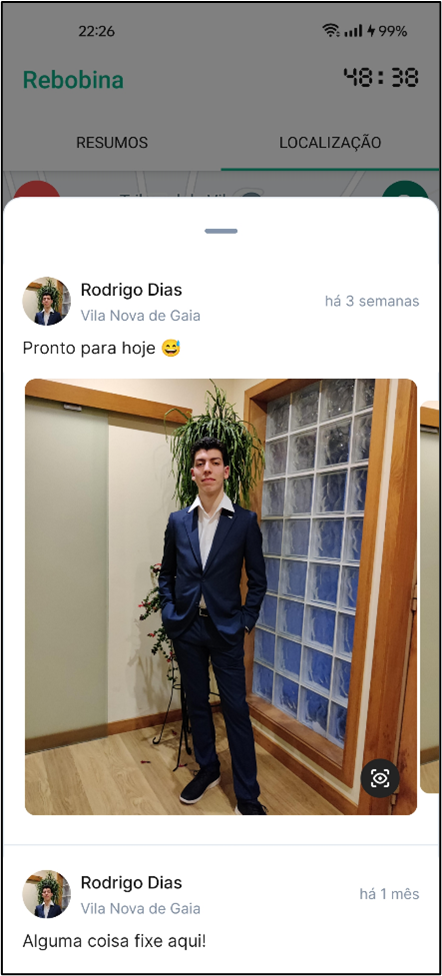 22:26
99%
Rebobina
48:38
RESUMOS
LOCALIZAÇÃO
Rodrigo Dias
há 3 semanas
Vila Nova de Gaia
Pronto para hoje 😅
Rodrigo Dias
há 1 mês
Vila Nova de Gaia
Alguma coisa fixe aqui!